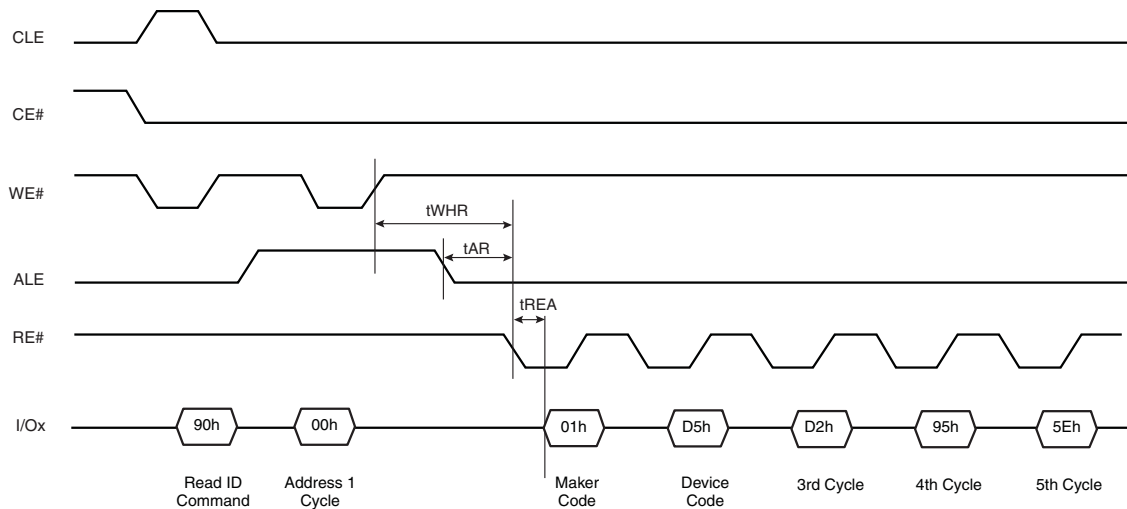 CLE
CE#
WE#
tWHR
tAR
ALE
tREA
RE#
I/Ox
90h
00h
01h
D5h
D2h
95h
5Eh
Read ID
Command
Address 1
Cycle
Maker
Code
Device
Code
3rd Cycle
4th Cycle
5th Cycle